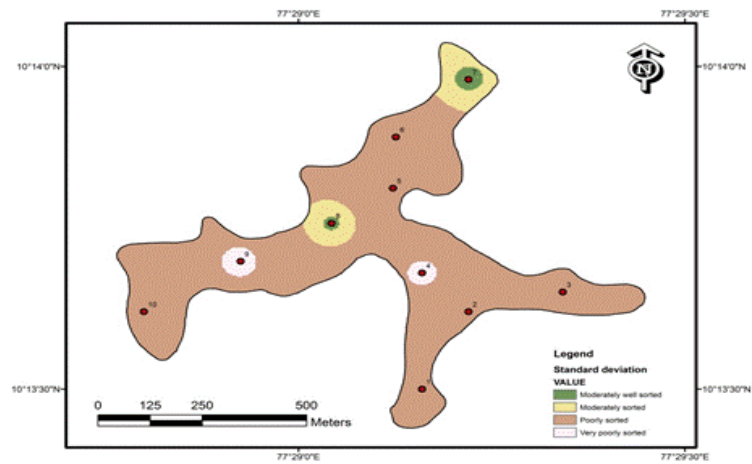 77°29'0"E 77°29'30"E
10°14'0"N 10°14'0"N
N
7
6
5
8
9
4
10
3
2
1
Legend
Standard deviation
VALUE
Moderately well sorted
Moderately sorted
Poorly sorted
Very poorly sorted
10°13'30"N 10°13'30"N
0 125 250 500
Meters
77°29'0"E 77°29'30"E